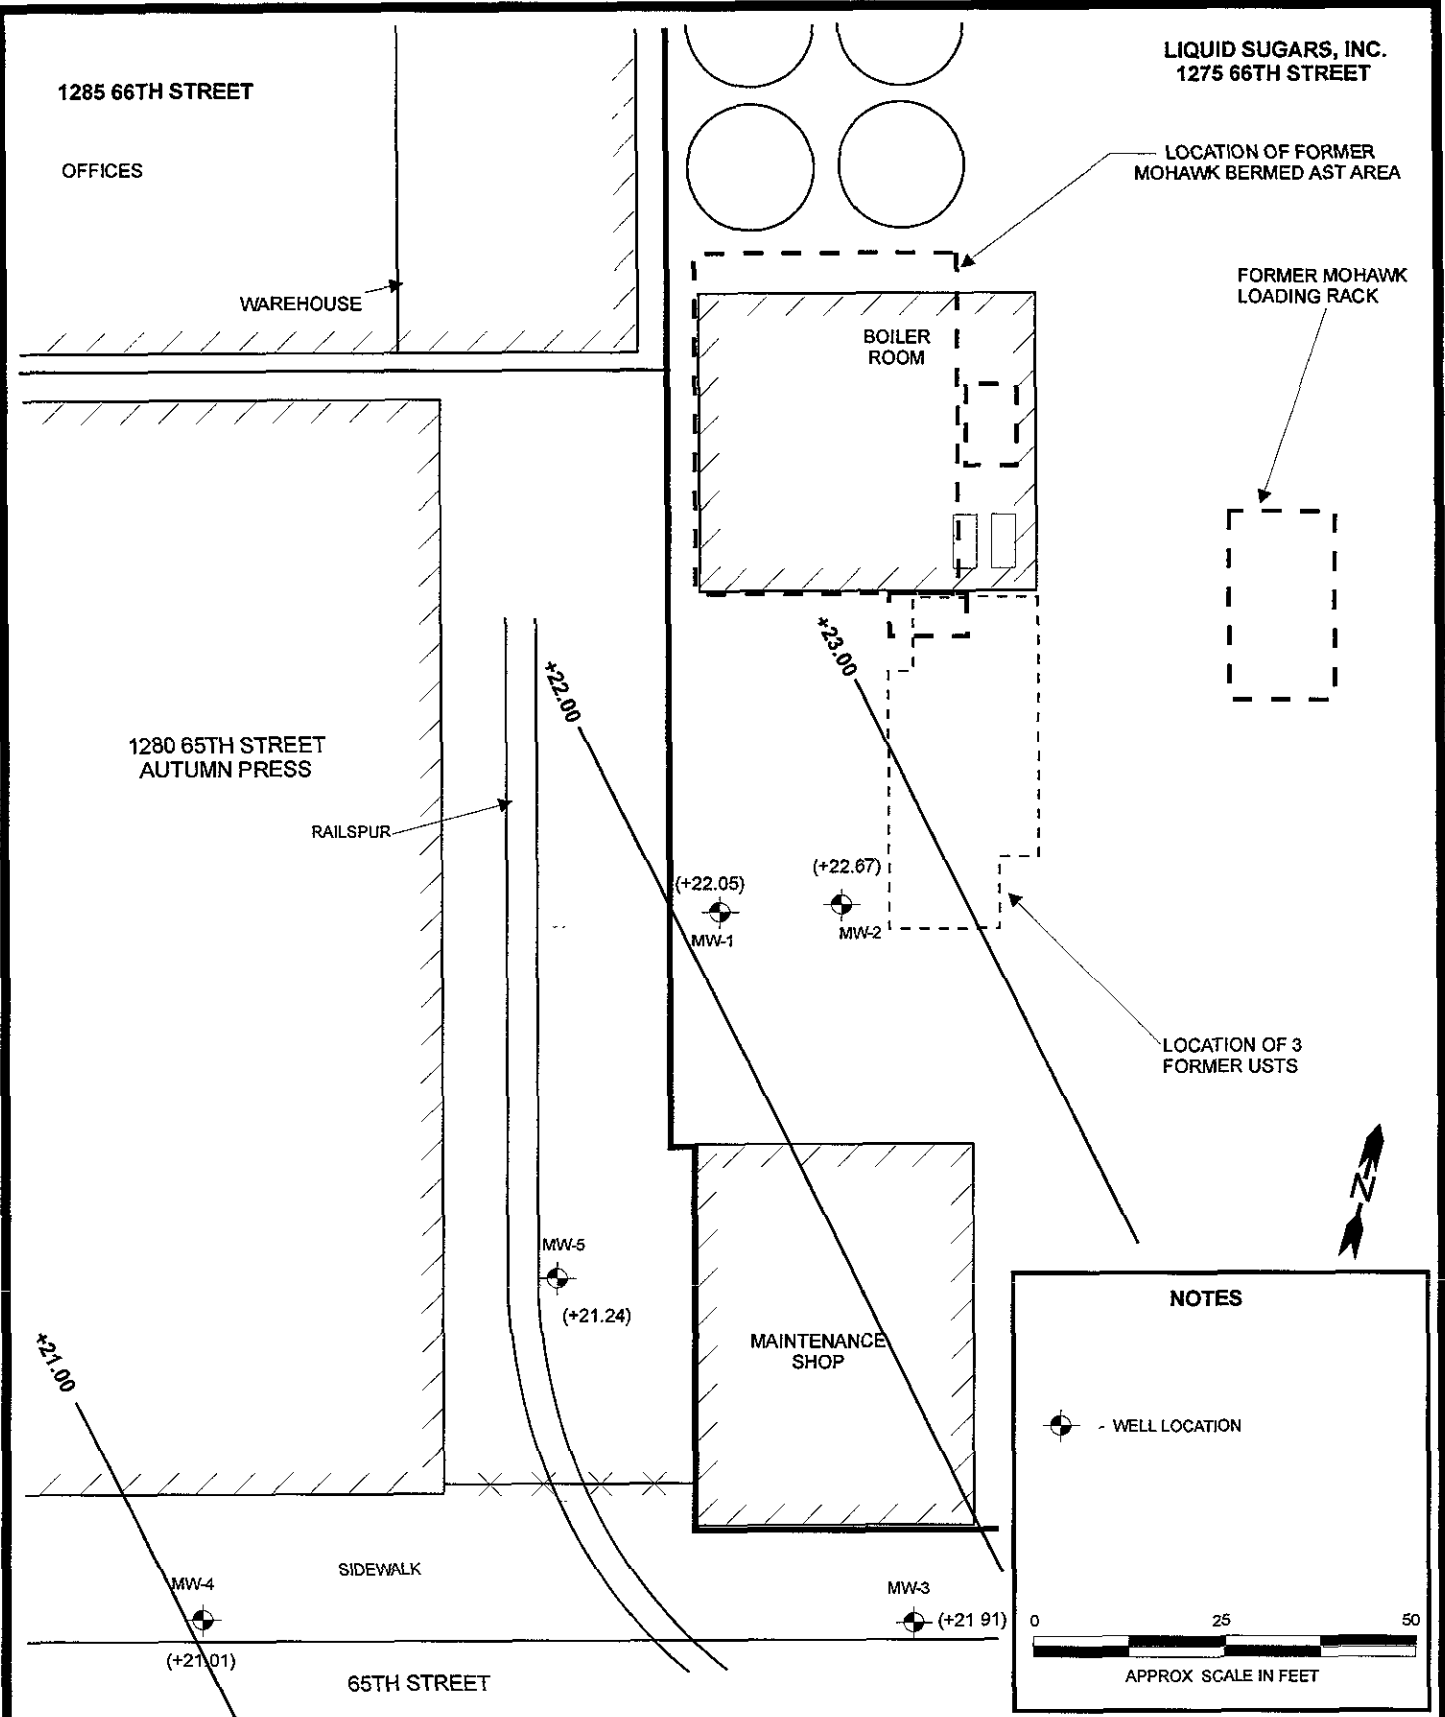 LIQUID SUGARS, INC.
1275 66TH STREET
1285 66TH STREET
OFFICES
LOCATION OF FORMER
MOHAWK BERMED AST AREA
WAREHOUSE
FORMER MOHAWK
LOADING RACK
BOILER
ROOM
+23.00
+22.00
1280 65TH STREET
AUTUMN PRESS
RAILSPUR
(+22.67)
(+22.05)
MW-2
MW-1
LOCATION OF 3
FORMER USTS
N
MW-5
(+21.24)
NOTES
MAINTENANCE
SHOP
+21.00
- WELL LOCATION
SIDEWALK
MW-4
MW-3
(+21 91)
(+21.01)
65TH STREET
0 25 50
APPROX SCALE IN FEET